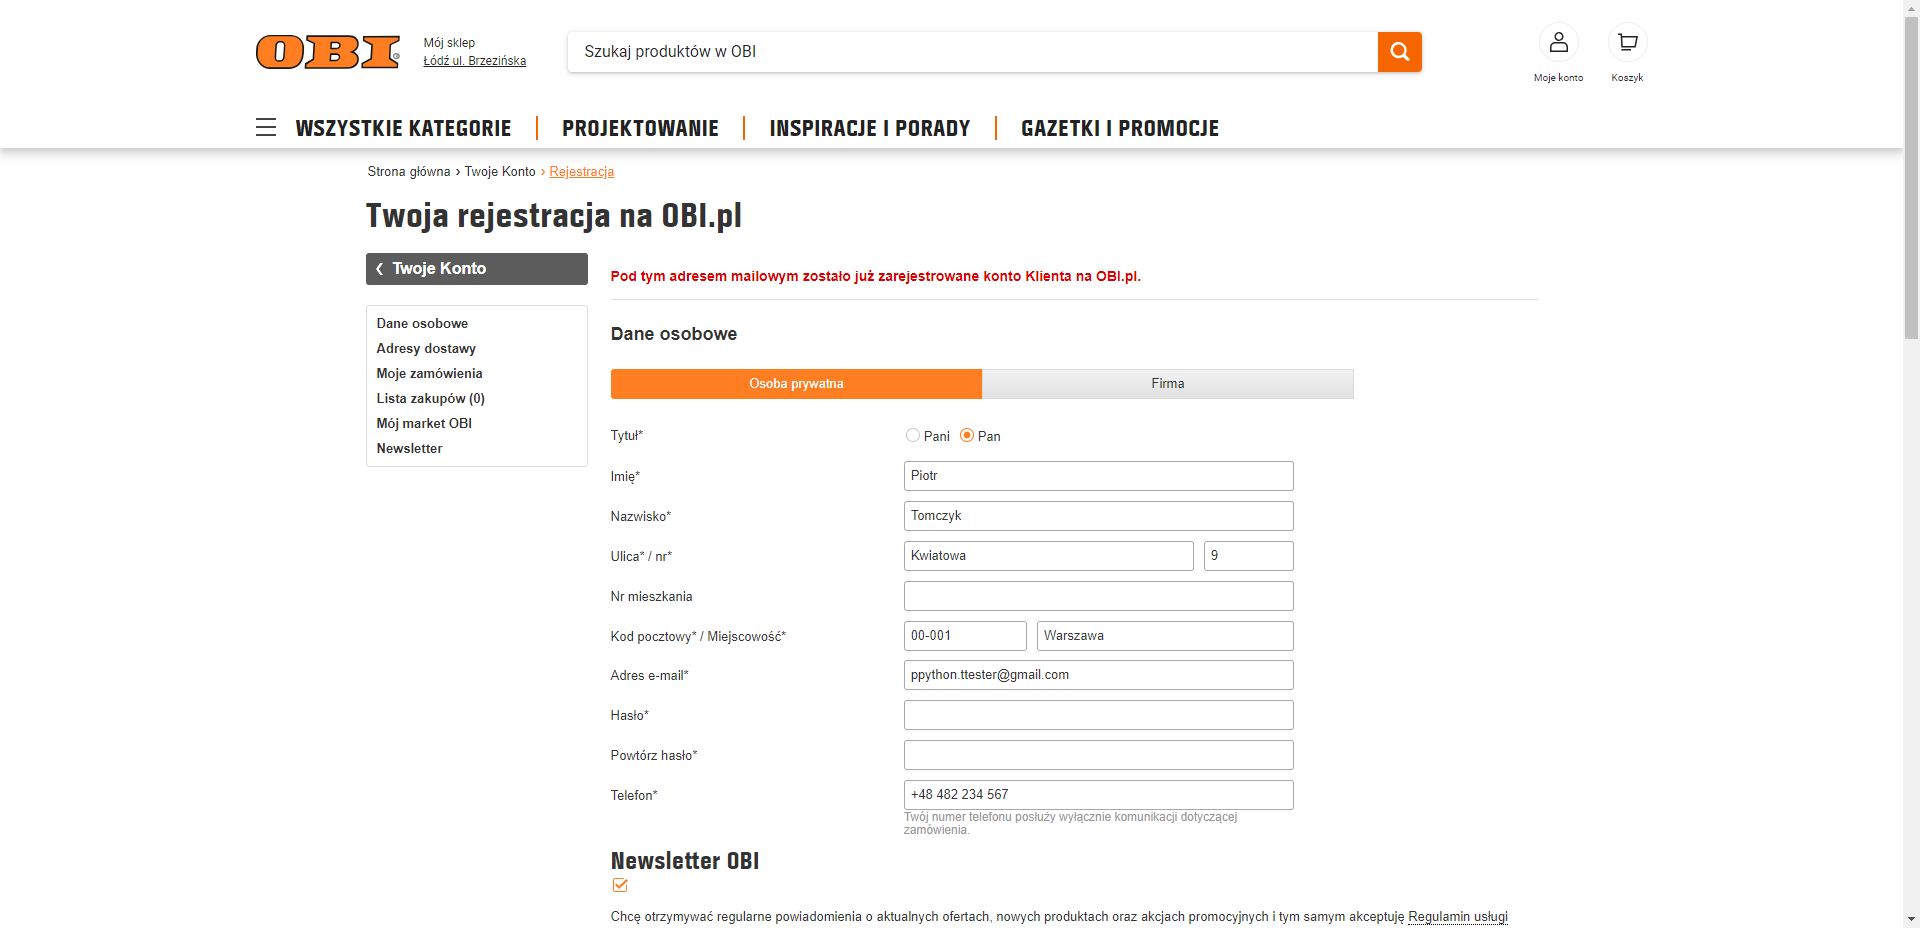 OBI
Mój sklep
Łódź ul. Brzezińska
Szukaj produktów w OBI
Moje konto
Koszyk
WSZYSTKIE KATEGORIE
PROJEKTOWANIE
INSPIRACJE I PORADY
GAZETKI I PROMOCJE
Strona główna › Twoje Konto › Rejestracja
Twoja rejestracja na OBI.pl
Twoje Konto
Dane osobowe
Adresy dostawy
Moje zamówienia
Lista zakupów (0)
Mój market OBI
Newsletter
Pod tym adresem mailowym zostało już zarejestrowane konto Klienta na OBI.pl.
Dane osobowe
Osoba prywatna
Firma
Tytuł* Pani Pan
Imię* Piotr
Nazwisko* Tomczyk
Ulica* / nr* Kwiatowa 9
Nr mieszkania
Kod pocztowy* / Miejscowość* 00-001 Warszawa
Adres e-mail* ppython.ttester@gmail.com
Hasło*
Powtórz hasło*
Telefon* +48 482 234 567
Twój numer telefonu posłuży wyłącznie komunikacji dotyczącej
zamówienia.
Newsletter OBI
Chcę otrzymywać regularne powiadomienia o aktualnych ofertach, nowych produktach oraz akcjach promocyjnych i tym samym akceptuję Regulamin usługi